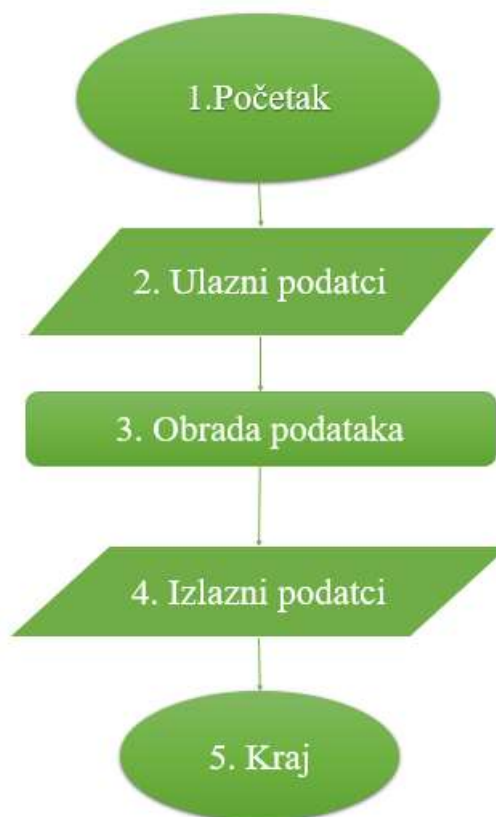 1.Početak
2. Ulazni podatci
3. Obrada podataka
4. Izlazni podatci
5. Kraj